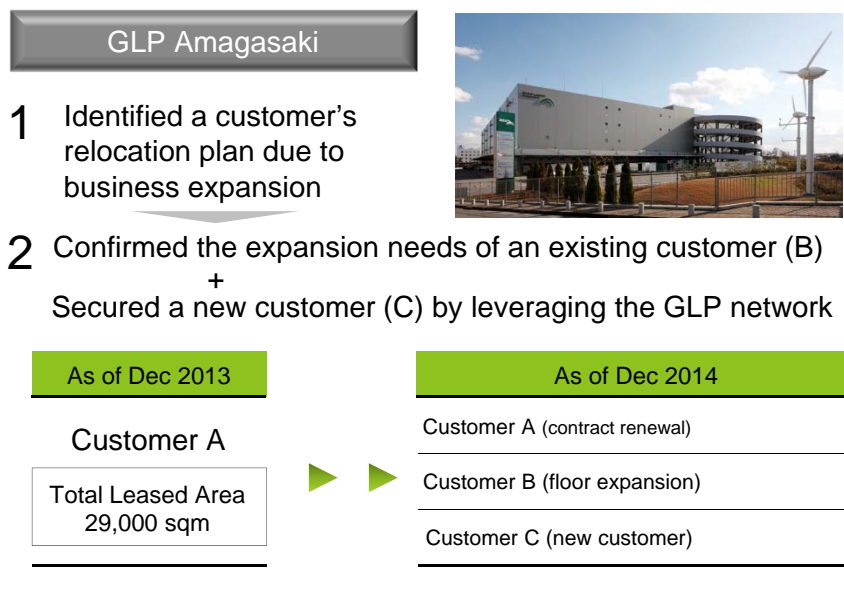 GLP Amagasaki
1 Identified a customer's
relocation plan due to
business expansion
2 Confirmed the expansion needs of an existing customer (B)
+
Secured a new customer (C) by leveraging the GLP network
As of Dec 2013
As of Dec 2014
Customer A
Total Leased Area
29,000 sqm
Customer A (contract renewal)
Customer B (floor expansion)
Customer C (new customer)